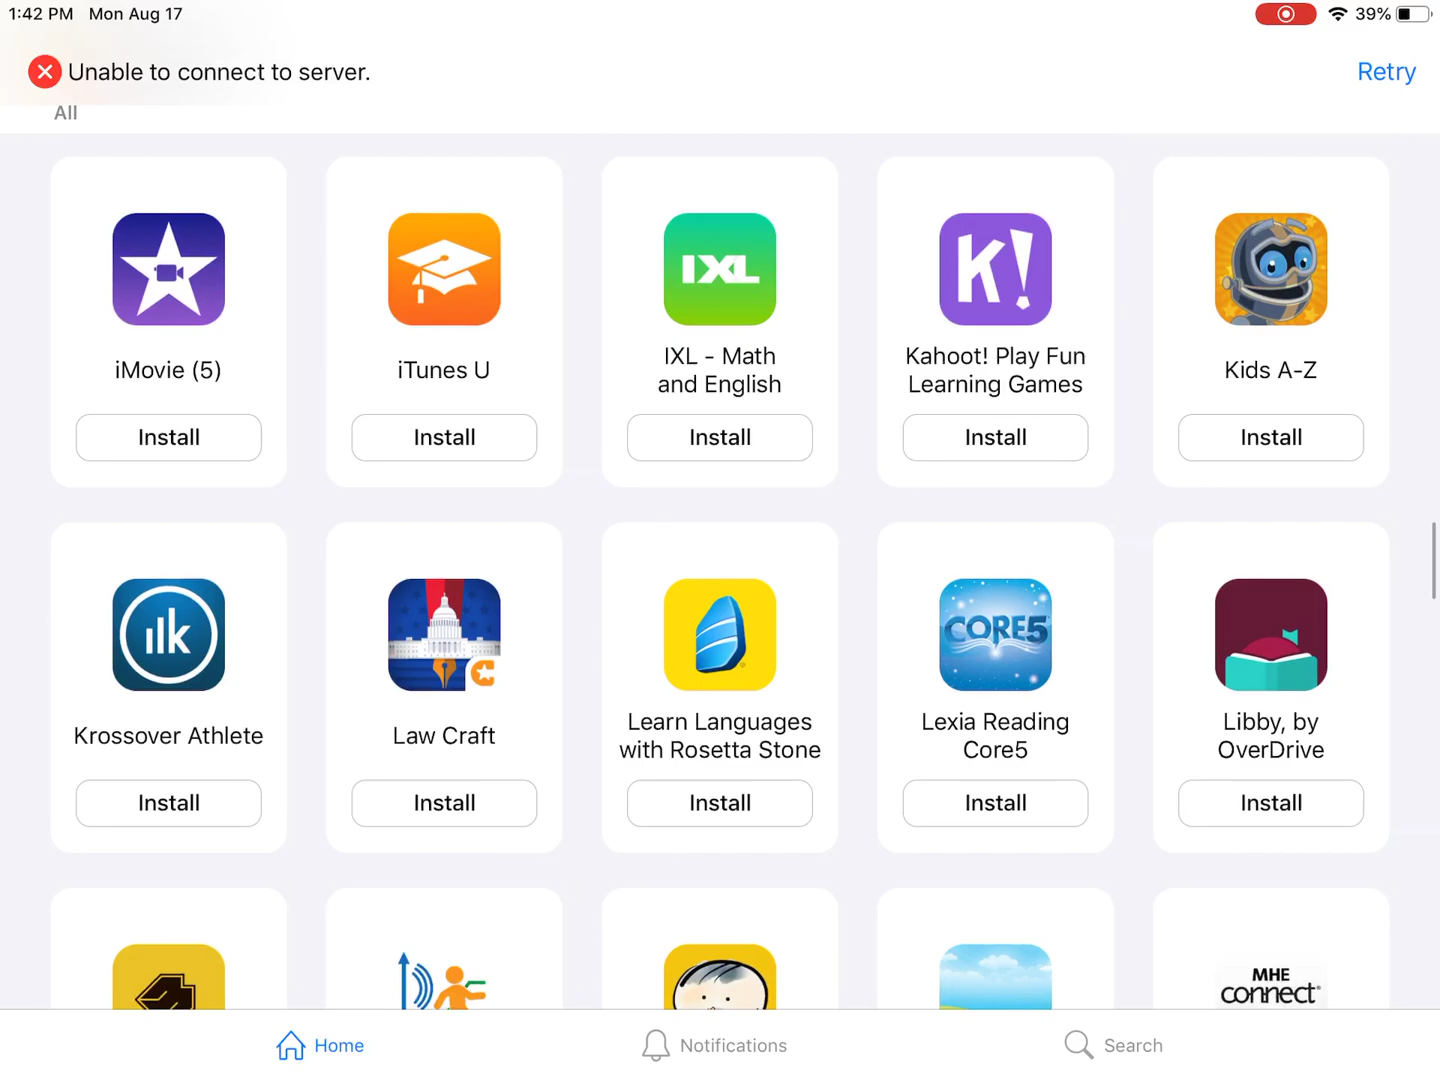 1:42 PM Mon Aug 17
39%
Unable to connect to server.
Retry
All
IXL
K!
iMovie (5)
iTunes U
IXL - Math
and English
Kahoot! Play Fun
Learning Games
Kids A-Z
Install
Install
Install
Install
Install
ılk
CORE5
Krossover Athlete
Law Craft
Learn Languages
with Rosetta Stone
Lexia Reading
Core5
Libby, by
OverDrive
Install
Install
Install
Install
Install
MHE
connect®
Home
Notifications
Search